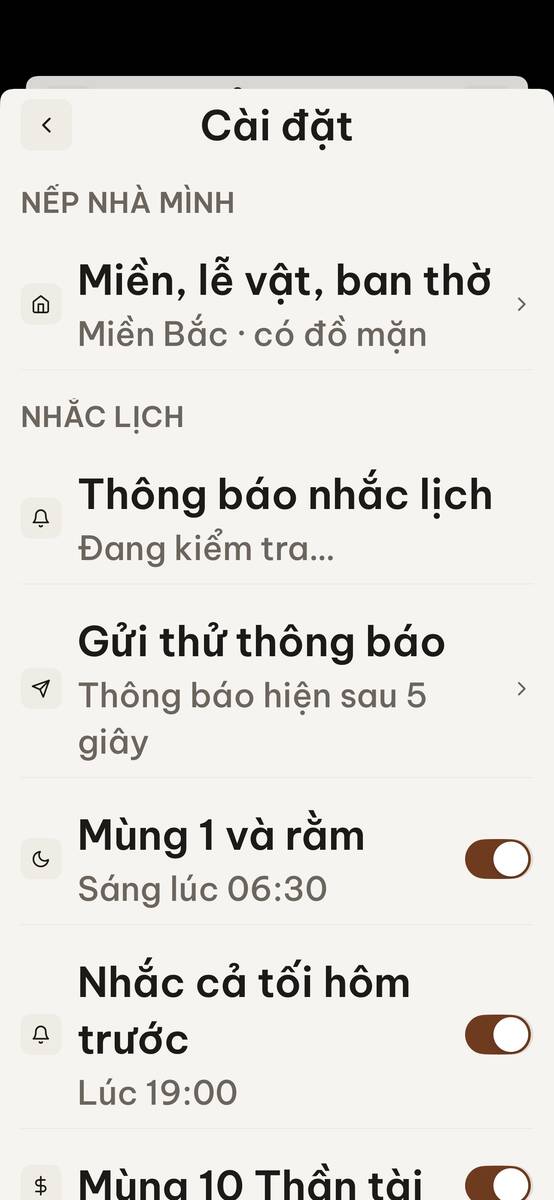 Cài đặt
NẾP NHÀ MÌNH
Miền, lễ vật, ban thờ
Miền Bắc · có đồ mặn
NHẮC LỊCH
Thông báo nhắc lịch
Đang kiểm tra...
Gửi thử thông báo
Thông báo hiện sau 5
giây
Mùng 1 và rằm
Sáng lúc 06:30
Nhắc cả tối hôm
trước
Lúc 19:00
Mùng 10 Thần tài